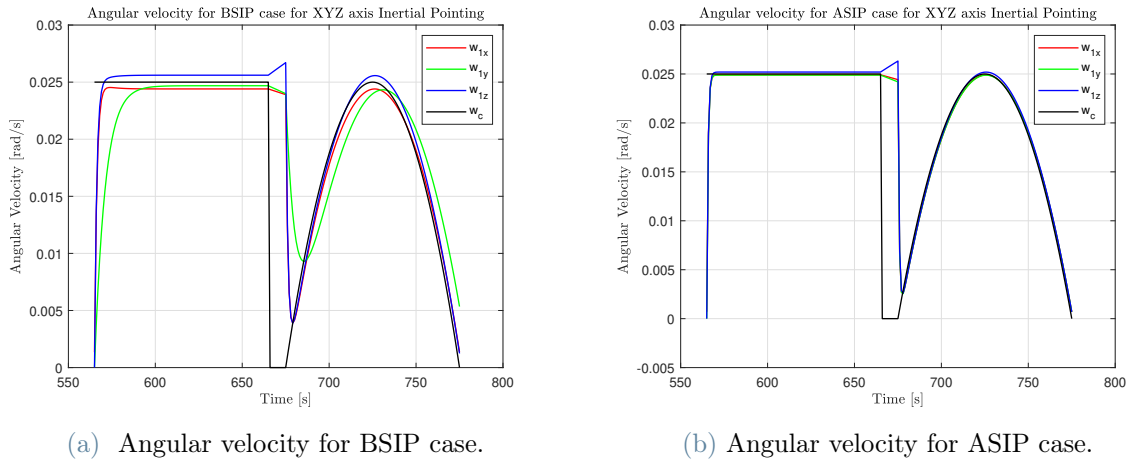 Angular velocity for BSIP case for XYZ axis Inertial Pointing
0.03
0.025
0.02
0.015
0.01
0.005
0
550
600
650
700
750
800
Angular Velocity [rad/s]
Time [s]
w1x
w1y
w1z
wc
(a) Angular velocity for BSIP case.
Angular velocity for ASIP case for XYZ axis Inertial Pointing
0.03
0.025
0.02
0.015
0.01
0.005
0
-0.005
550
600
650
700
750
800
Angular Velocity [rad/s]
Time [s]
w1x
w1y
w1z
wc
(b) Angular velocity for ASIP case.